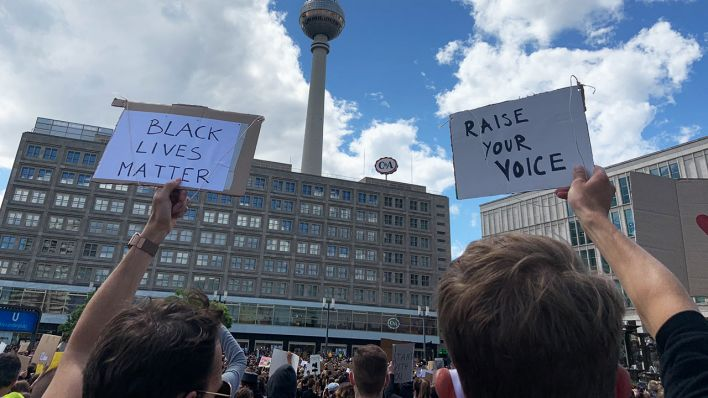 BLACK
LIVES
MATTER
RAISE
YOUR
VOICE
C&A
C&A
C&A
U